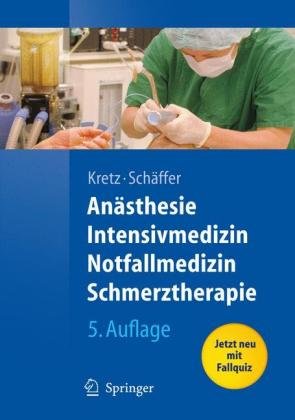 Kretz · Schäffer
Anästhesie
Intensivmedizin
Notfallmedizin
Schmerztherapie
5. Auflage
Jetzt neu
mit
Fallquiz
Springer